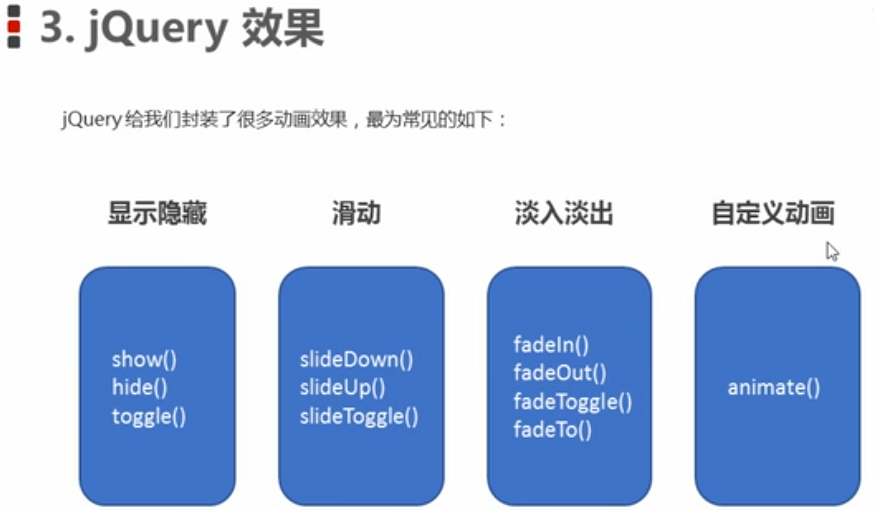 3. jQuery 效果
jQuery 给我们封装了很多动画效果，最为常见的如下：
显示隐藏
show()
hide()
toggle()
滑动
slideDown()
slideUp()
slideToggle()
淡入淡出
fadeIn()
fadeOut()
fadeToggle()
fadeTo()
自定义动画
animate()